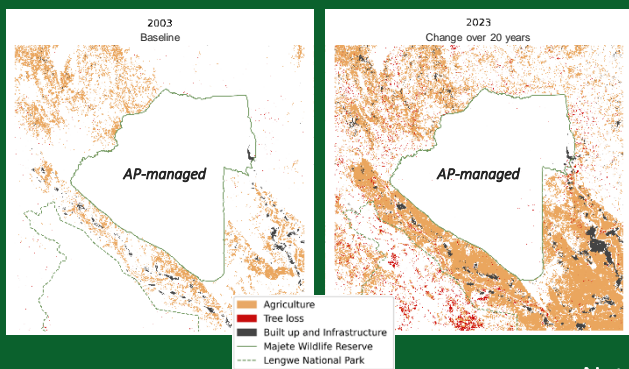 2003
Baseline
AP-managed
2023
Change over 20 years
AP-managed
Agriculture
Tree loss
Built up and Infrastructure
Majete Wildlife Reserve
Lengwe National Park